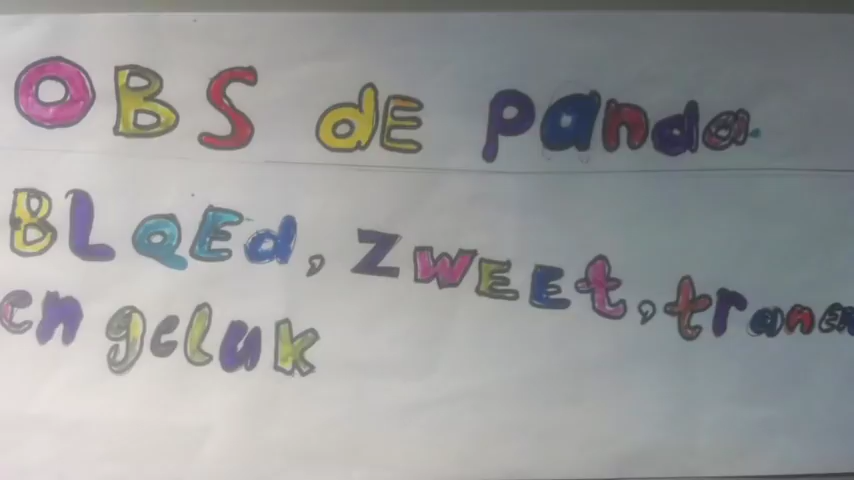 OBS dE panda
BLOEd, ZWEEt, tranEn
en geluk